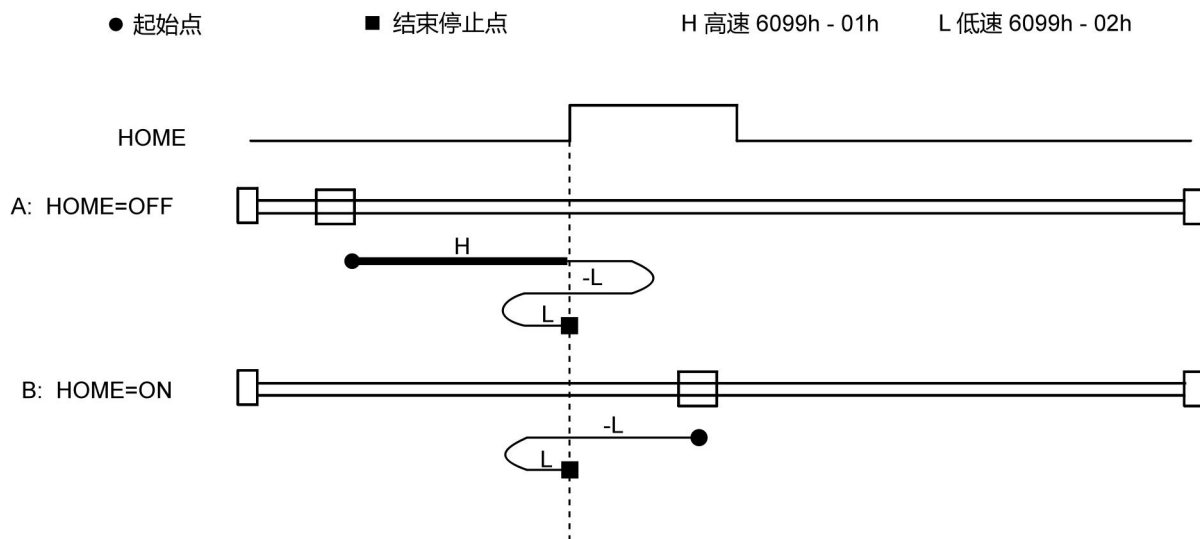 ● 起始点 ■ 结束停止点 H 高速 6099h - 01h L 低速 6099h - 02h
HOME
A: HOME=OFF
H
-L
L
B: HOME=ON
-L
L